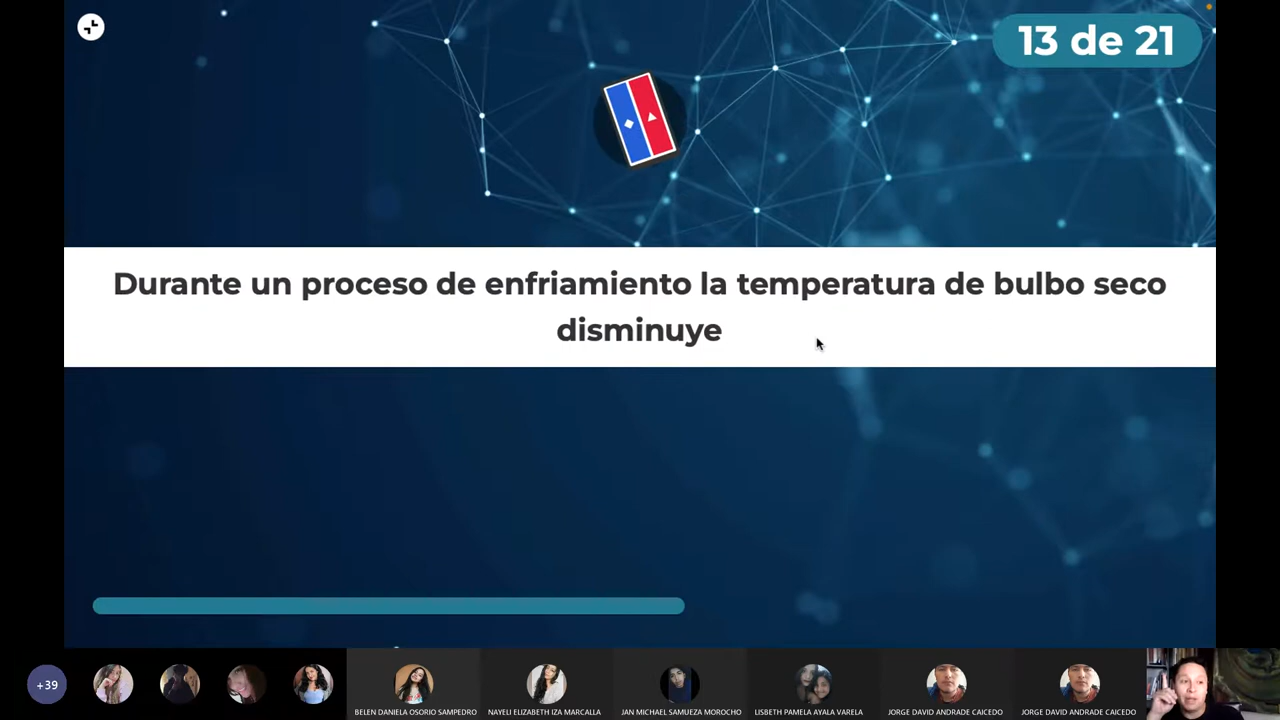 13 de 21
Durante un proceso de enfriamiento la temperatura de bulbo seco
disminuye
+39
BELEN DANIELA OSORIO SAMPEDRO
NAYELI ELIZABETH IZA MARCALLA
JAN MICHAEL SAMUEZA MOROCHO
LISBETH PAMELA AYALA VARELA
JORGE DAVID ANDRADE CAICEDO
JORGE DAVID ANDRADE CAICEDO